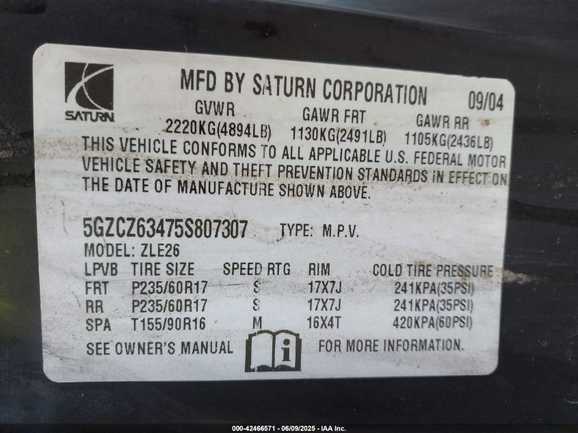 MFD BY SATURN CORPORATION 09/04
SATURN
GVWR GAWR FRT GAWR RR
2220KG(4894LB) 1130KG(2491LB) 1105KG(2436LB)
THIS VEHICLE CONFORMS TO ALL APPLICABLE U.S. FEDERAL MOTOR
VEHICLE SAFETY AND THEFT PREVENTION STANDARDS IN EFFECT ON
THE DATE OF MANUFACTURE SHOWN ABOVE.
5GZCZ63475S807307 TYPE: M.P.V.
MODEL: ZLE26
LPVB TIRE SIZE SPEED RTG RIM COLD TIRE PRESSURE
FRT P235/60R17 S 17X7J 241KPA(35PSI)
RR P235/60R17 S 17X7J 241KPA(35PSI)
SPA T155/90R16 M 16X4T 420KPA(60PSI)
SEE OWNER'S MANUAL FOR MORE INFORMATION.
000-42466571 - 06/09/2025 - IAA Inc.